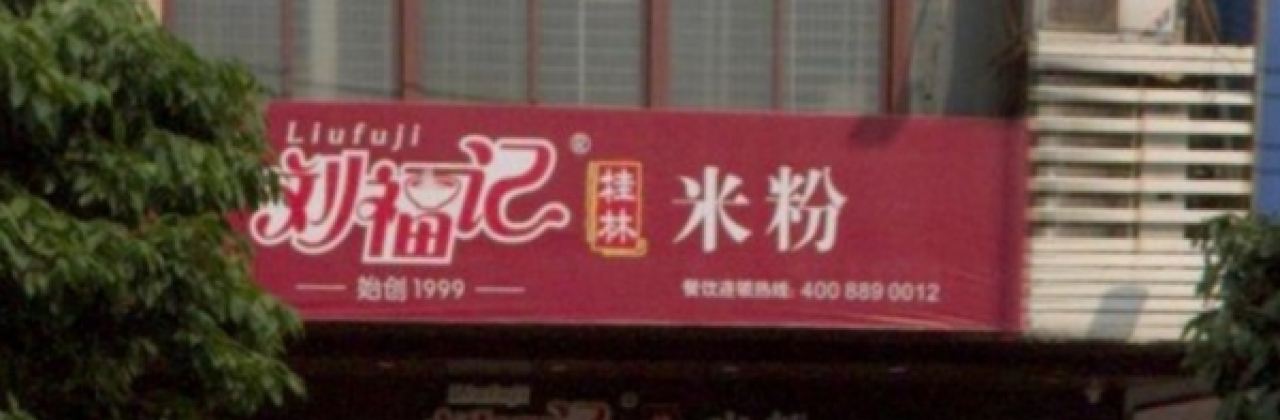 Liufuji
刘福记®
桂林
米粉
始创1999
餐饮连锁热线: 400 889 0012